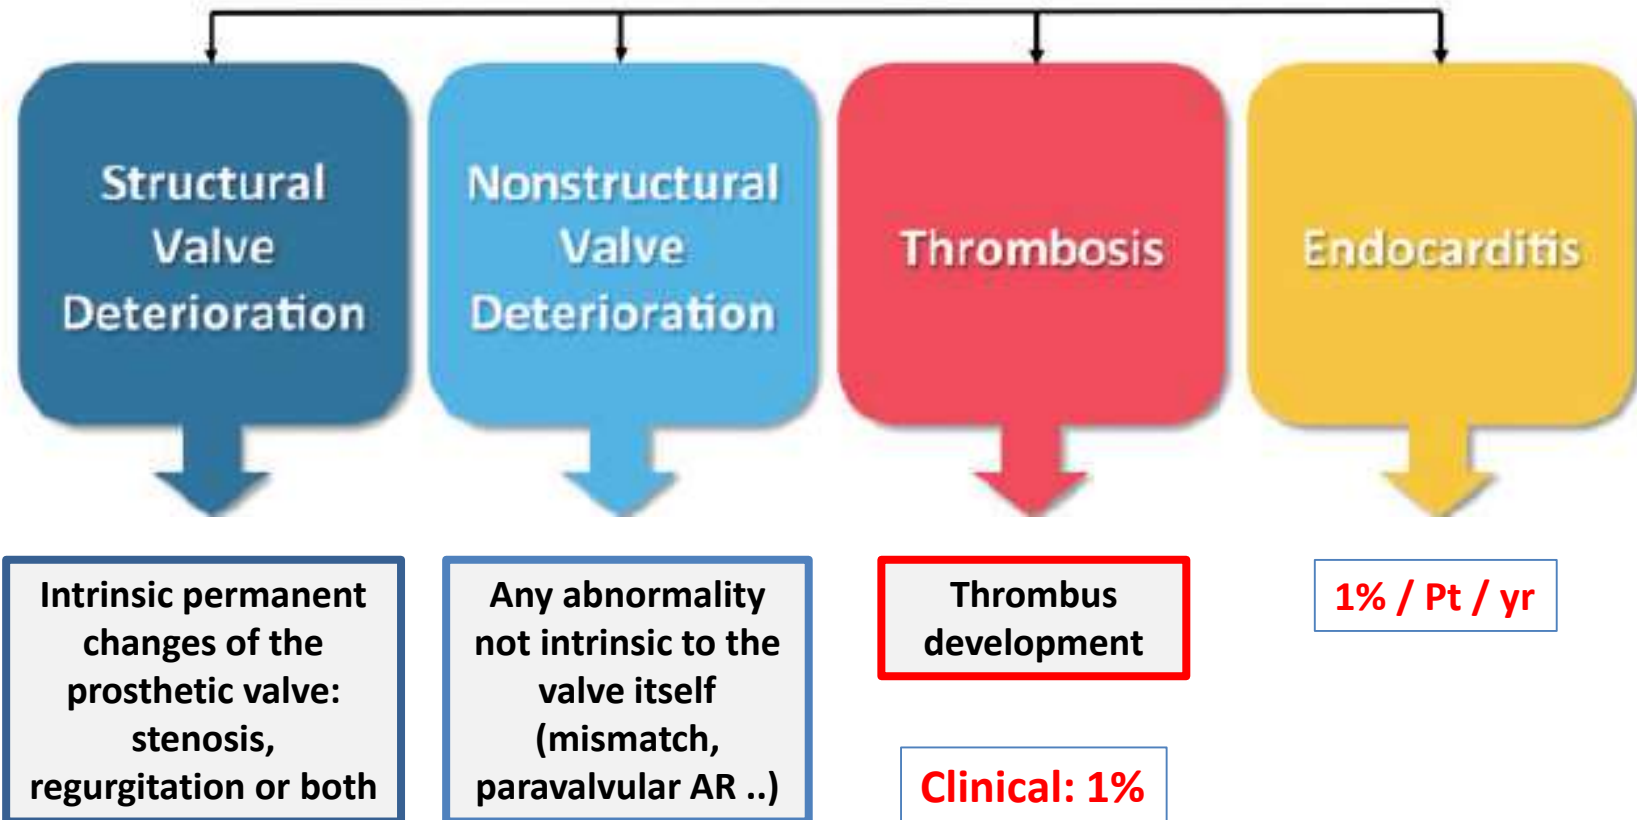 Structural
Valve
Deterioration
Nonstructural
Valve
Deterioration
Thrombosis
Endocarditis
Intrinsic permanent
changes of the
prosthetic valve:
stenosis,
regurgitation or both
Any abnormality
not intrinsic to the
valve itself
(mismatch,
paravalvular AR ..)
Thrombus
development
Clinical: 1%
1% / Pt / yr